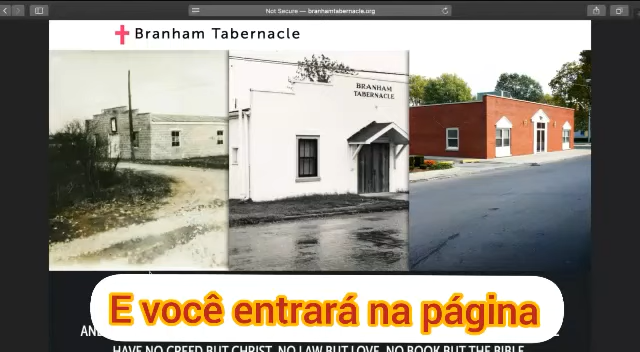 Not Secure — branhamtabernacle.org
Branham Tabernacle
BRANHAM
TABERNACLE
E você entrará na página
HAVE NO CREED BUT CHRIST, NO LAW BUT LOVE, NO BOOK BUT THE BIBLE